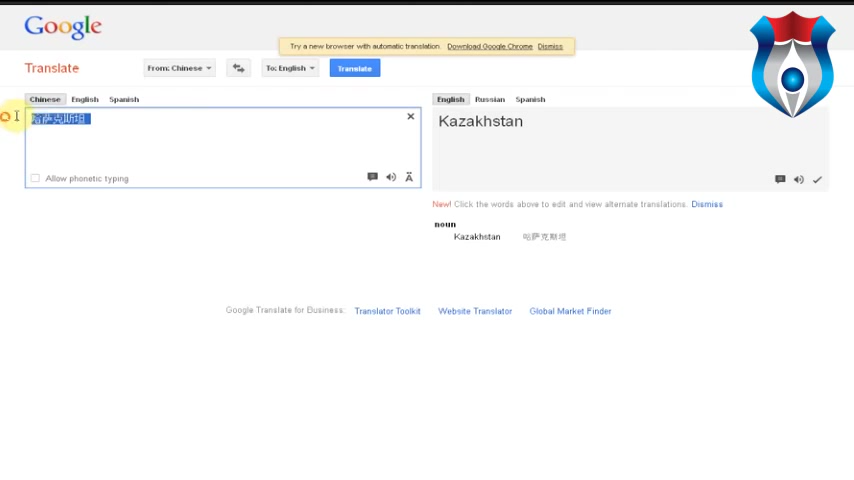 Google
Try a new browser with automatic translation. Download Google Chrome Dismiss
Translate From: Chinese To: English Translate
Chinese English Spanish
English Russian Spanish
哈萨克斯坦
Kazakhstan
Allow phonetic typing
Ä
New! Click the words above to edit and view alternate translations. Dismiss
noun
Kazakhstan 哈萨克斯坦
Google Translate for Business: Translator Toolkit Website Translator Global Market Finder